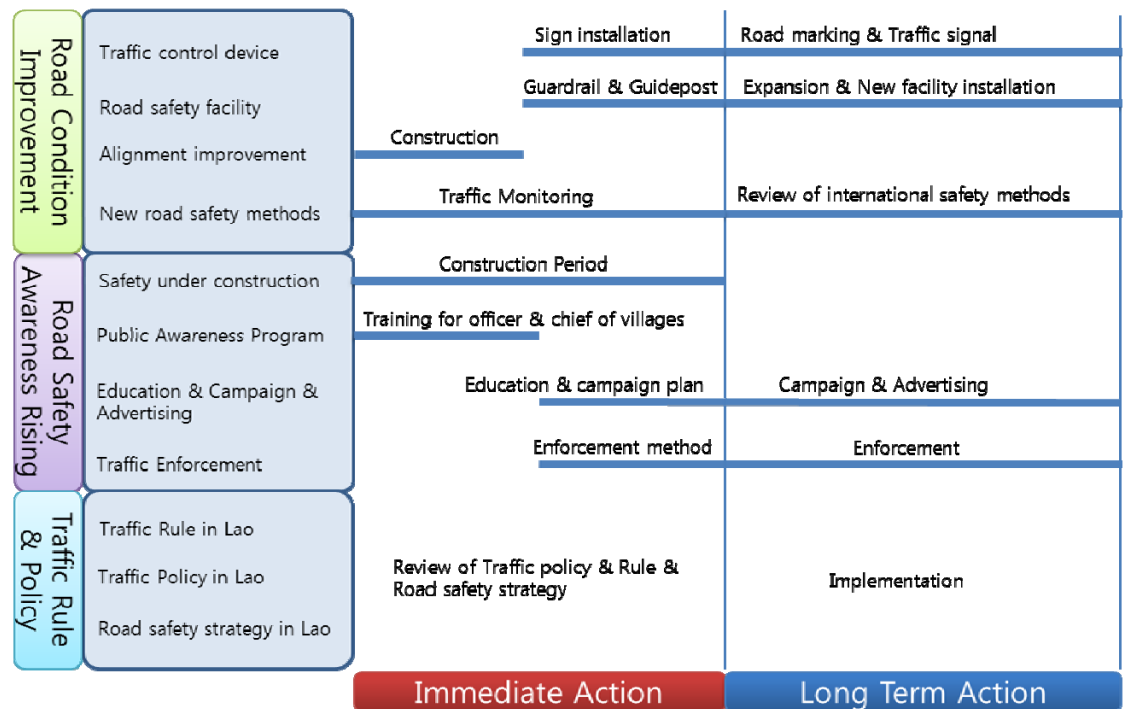 Road Condition
Improvement
Traffic control device
Sign installation
Road marking & Traffic signal
Road safety facility
Guardrail & Guidepost
Expansion & New facility installation
Alignment improvement
Construction
New road safety methods
Traffic Monitoring
Review of international safety methods
Road Safety
Awareness Rising
Safety under construction
Construction Period
Public Awareness Program
Training for officer & chief of villages
Education & Campaign &
Advertising
Education & campaign plan
Campaign & Advertising
Traffic Enforcement
Enforcement method
Enforcement
Traffic Rule
& Policy
Traffic Rule in Lao
Traffic Policy in Lao
Road safety strategy in Lao
Review of Traffic policy & Rule &
Road safety strategy
Implementation
Immediate Action
Long Term Action